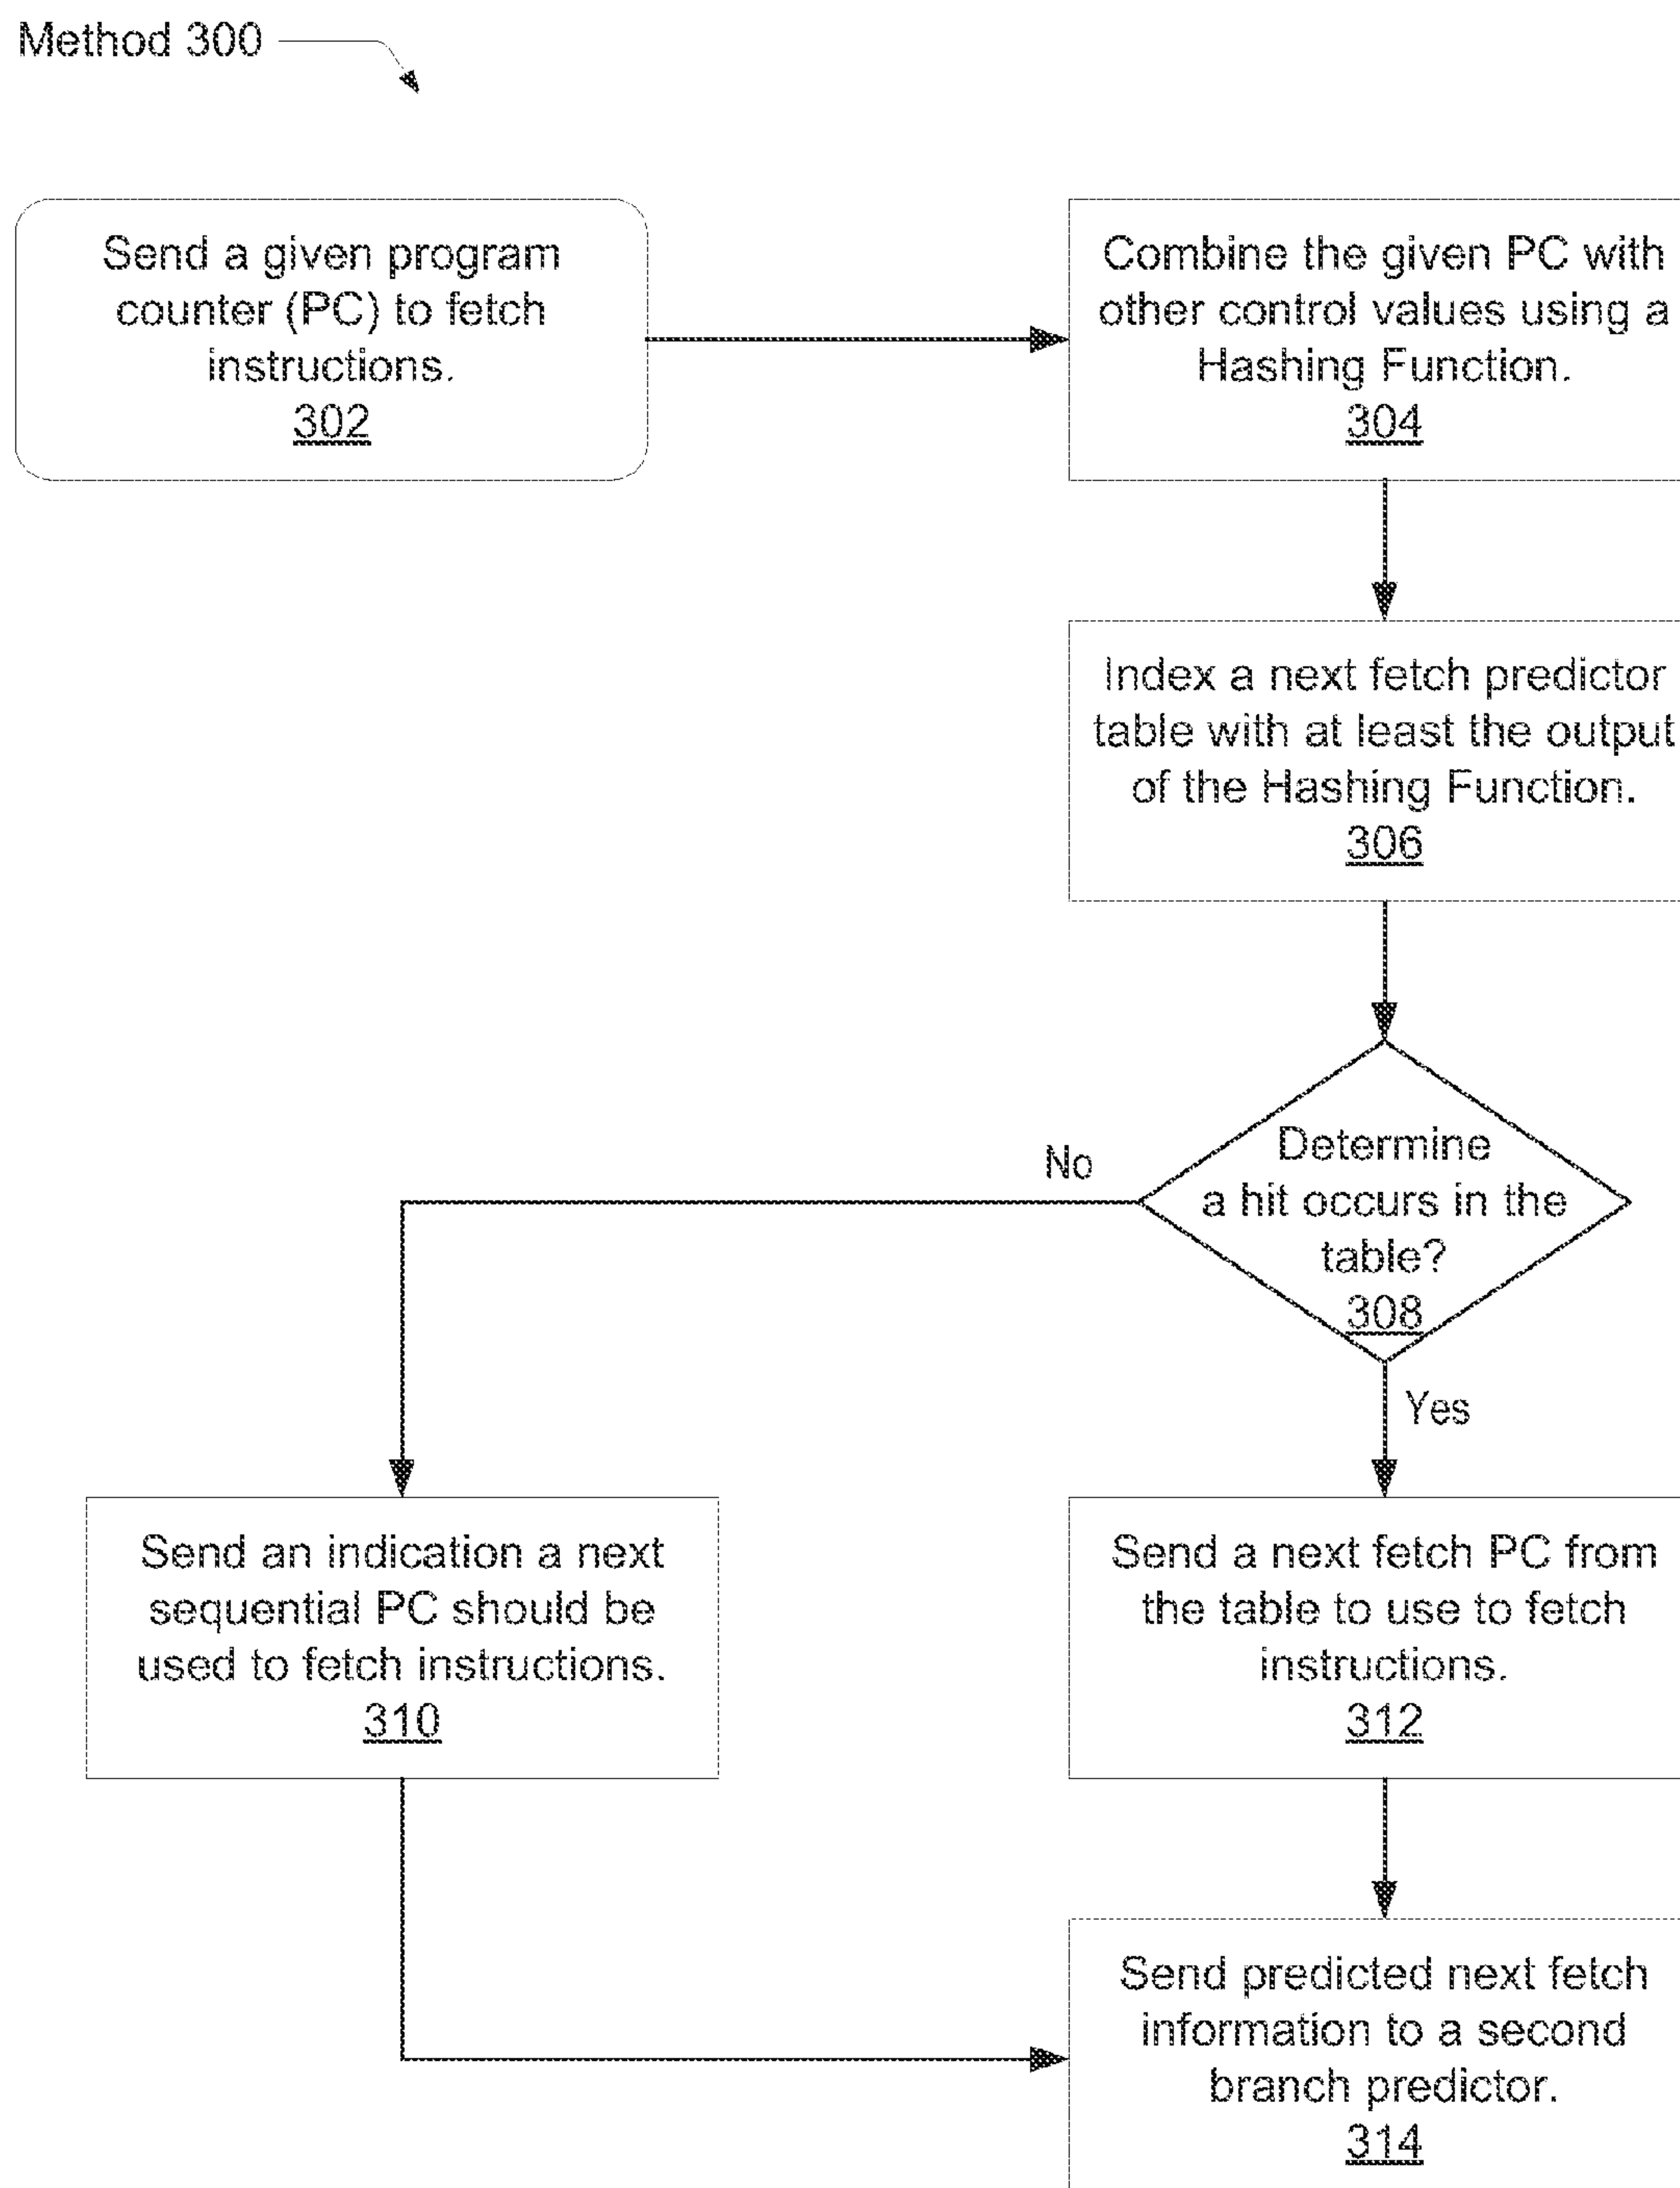 Method 300
Send a given program
counter (PC) to fetch
instructions.
302
Combine the given PC with
other control values using a
Hashing Function.
304
Index a next fetch predictor
table with at least the output
of the Hashing Function.
306
Determine
a hit occurs in the
table?
308
No
Yes
Send an indication a next
sequential PC should be
used to fetch instructions.
310
Send a next fetch PC from
the table to use to fetch
instructions.
312
Send predicted next fetch
information to a second
branch predictor.
314